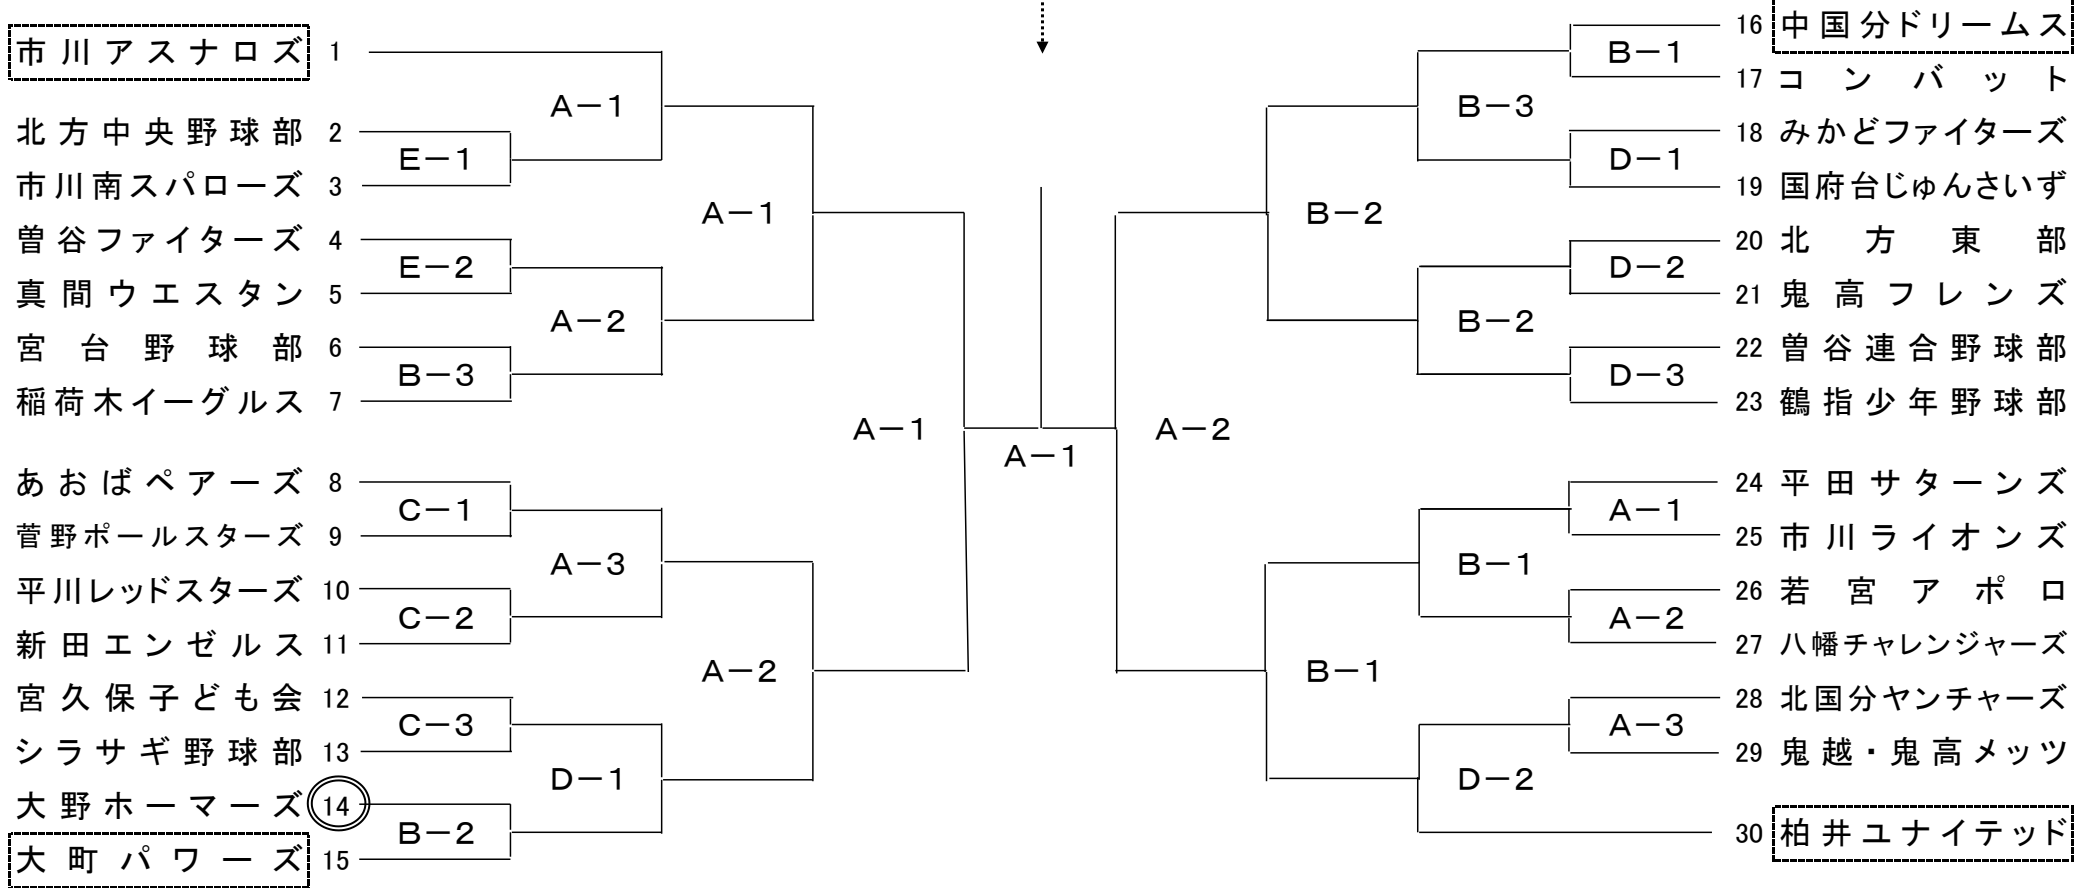 市川アスナロズ 1
A-1
北方中央野球部 2
E-1
市川南スパローズ 3
A-1
曽谷ファイターズ 4
E-2
真間ウエスタン 5
A-2
宮台野球部 6
B-3
稲荷木イーグルス 7
A-1
あおばペアーズ 8
C-1
菅野ポールスターズ 9
A-3
平川レッドスターズ 10
C-2
新田エンゼルス 11
A-2
宮久保子ども会 12
C-3
シラサギ野球部 13
D-1
大野ホーマーズ 14
B-2
大町パワーズ 15
A-1
16 中国分ドリームス
B-1
17 コンバット
B-3
18 みかどファイターズ
D-1
19 国府台じゅんさいず
B-2
20 北方東部
D-2
21 鬼高フレンズ
B-2
22 曽谷連合野球部
D-3
23 鶴指少年野球部
A-2
24 平田サターンズ
A-1
25 市川ライオンズ
B-1
26 若宮アポロ
A-2
27 八幡チャレンジャーズ
B-1
28 北国分ヤンチャーズ
A-3
29 鬼越・鬼高メッツ
D-2
30 柏井ユナイテッド